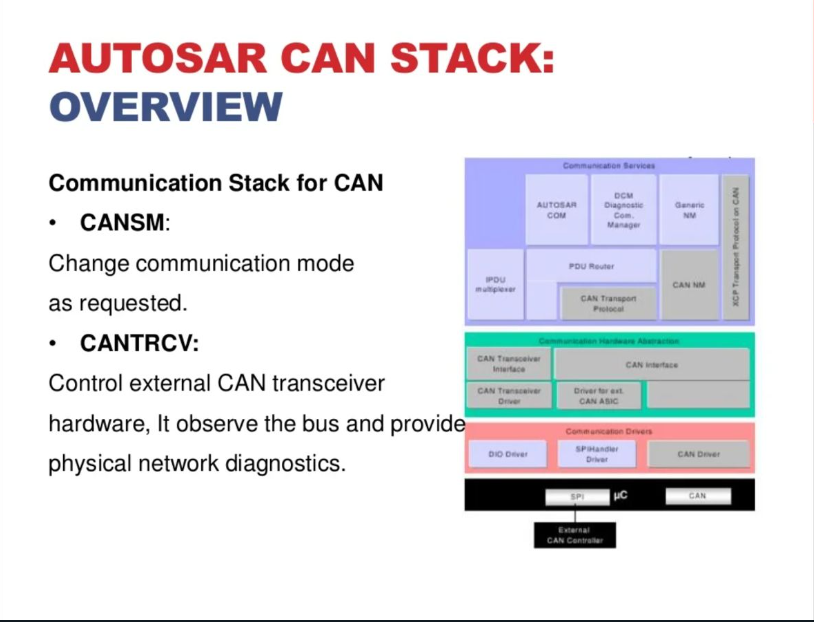 AUTOSAR CAN STACK:
OVERVIEW
Communication Stack for CAN
• CANSM:
Change communication mode
as requested.
• CANTRCV:
Control external CAN transceiver
hardware, It observe the bus and provide
physical network diagnostics.
Communication Services
AUTOSAR
COM
DCM
Diagnostic
Com.
Manager
Generic
NM
XCP Transport Protocol on CAN
IPDU
multiplexer
PDU Router
CAN Transport
Protocol
CAN NM
Communication Hardware Abstraction
CAN Transceiver
Interface
CAN Interface
CAN Transceiver
Driver
Driver for ext.
CAN ASIC
Communication Drivers
DIO Driver
SPIHandler
Driver
CAN Driver
SPI
µC
CAN
External
CAN Controller